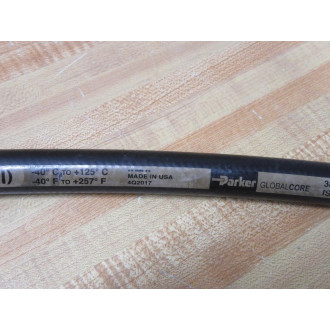 -40° C TO +125° C
-40° F TO +257° F
MADE IN USA
4Q2017
Parker GLOBALCORE